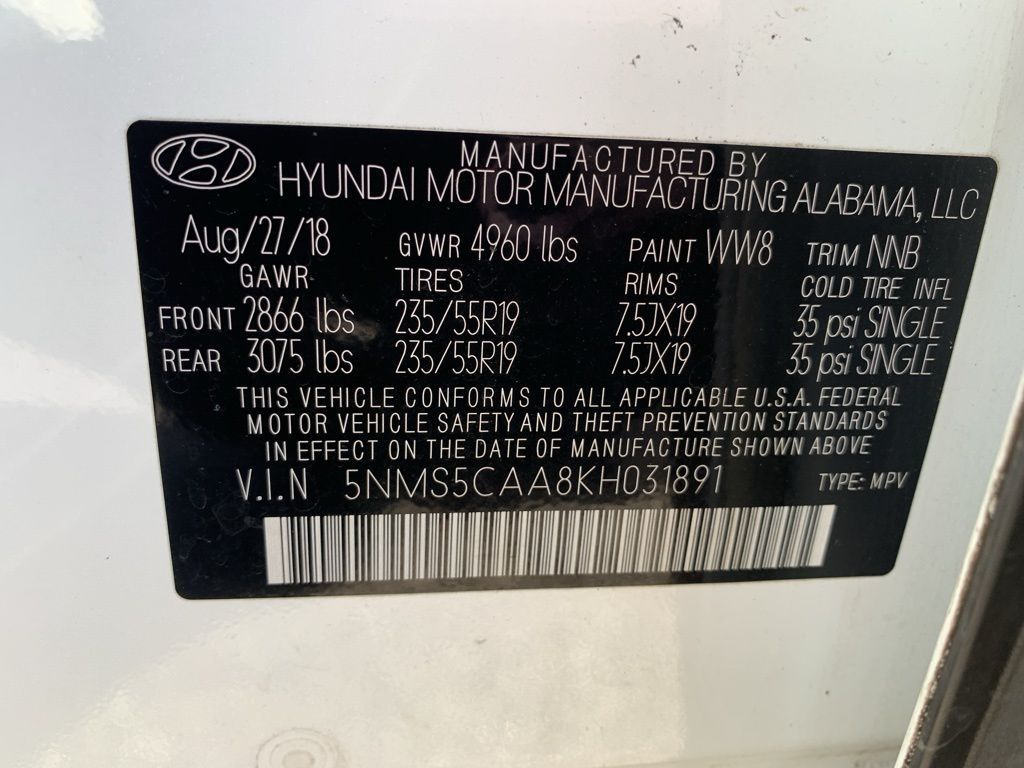 MANUFACTURED BY
HYUNDAI MOTOR MANUFACTURING ALABAMA, LLC
Aug/27/18 GVWR 4960 lbs PAINT WW8 TRIM NNB
GAWR TIRES RIMS COLD TIRE INFL
FRONT 2866 lbs 235/55R19 7.5JX19 35 psi SINGLE
REAR 3075 lbs 235/55R19 7.5JX19 35 psi SINGLE
THIS VEHICLE CONFORMS TO ALL APPLICABLE U.S.A. FEDERAL
MOTOR VEHICLE SAFETY AND THEFT PREVENTION STANDARDS
IN EFFECT ON THE DATE OF MANUFACTURE SHOWN ABOVE
V.I.N 5NMS5CAA8KH031891 TYPE: MPV